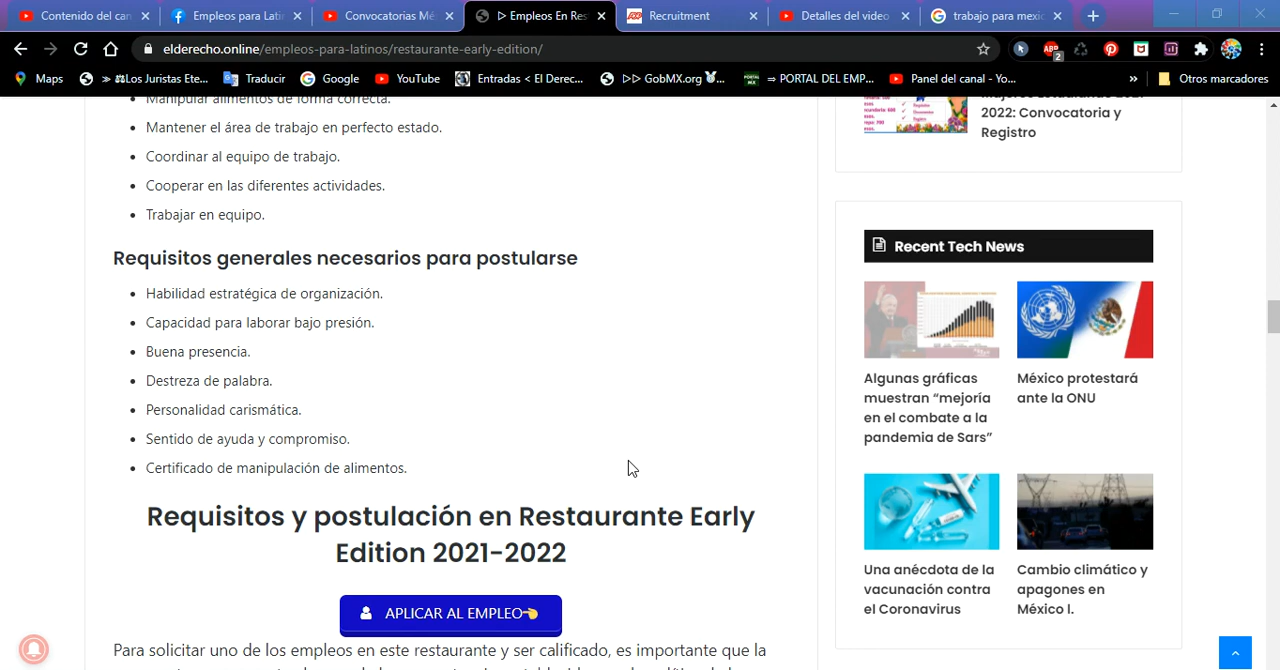 Contenido del can
Empleos para Latin
Convocatorias Mé
▷ Empleos En Res
Recruitment
Detalles del video
trabajo para mexic
elderecho.online/empleos-para-latinos/restaurante-early-edition/
Maps
» ⚖Los Juristas Ete...
Traducir
Google
YouTube
Entradas < El Derec...
▷▷ GobMX.org
⇒ PORTAL DEL EMP...
Panel del canal - Yo...
»
Otros marcadores
Manipular alimentos de forma correcta.
Mantener el área de trabajo en perfecto estado.
Coordinar al equipo de trabajo.
Cooperar en las diferentes actividades.
Trabajar en equipo.
Requisitos generales necesarios para postularse
Habilidad estratégica de organización.
Capacidad para laborar bajo presión.
Buena presencia.
Destreza de palabra.
Personalidad carismática.
Sentido de ayuda y compromiso.
Certificado de manipulación de alimentos.
Requisitos y postulación en Restaurante Early
Edition 2021-2022
APLICAR AL EMPLEO👈
Para solicitar uno de los empleos en este restaurante y ser calificado, es importante que la
2022: Convocatoria y
Registro
Recent Tech News
Algunas gráficas
muestran “mejoría
en el combate a la
pandemia de Sars”
México protestará
ante la ONU
Una anécdota de la
vacunación contra
el Coronavirus
Cambio climático y
apagones en
México I.